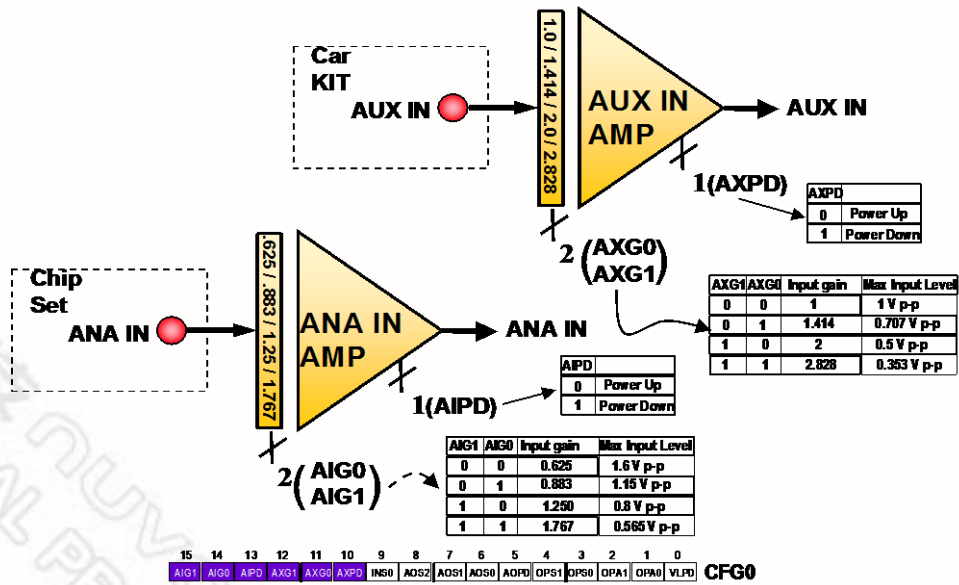 Car
KIT
AUX IN
1.0 / 1.414 / 2.0 / 2.828
AUX IN
AMP
AUX IN
1(AXPD)
2(AXG0
AXG1)
AXPD
0 Power Up
1 Power Down
Chip
Set
ANA IN
.625 / .883 / 1.25 / 1.767
ANA IN
AMP
ANA IN
1(AIPD)
2(AIG0
AIG1)
AXG1 AXG0 Input gain Max Input Level
0 0 1 1 V p-p
0 1 1.414 0.707 V p-p
1 0 2 0.5 V p-p
1 1 2.828 0.353 V p-p
AIPD
0 Power Up
1 Power Down
AIG1 AIG0 Input gain Max Input Level
0 0 0.625 1.6 V p-p
0 1 0.883 1.15 V p-p
1 0 1.250 0.8 V p-p
1 1 1.767 0.565 V p-p
15 14 13 12 11 10 9 8 7 6 5 4 3 2 1 0
AIG1 AIG0 AIPD AXG1 AXG0 AXPD INS0 AOS2 AOS1 AOS0 AOPD OPS1 OPS0 OPA1 OPA0 VLPD CFG0